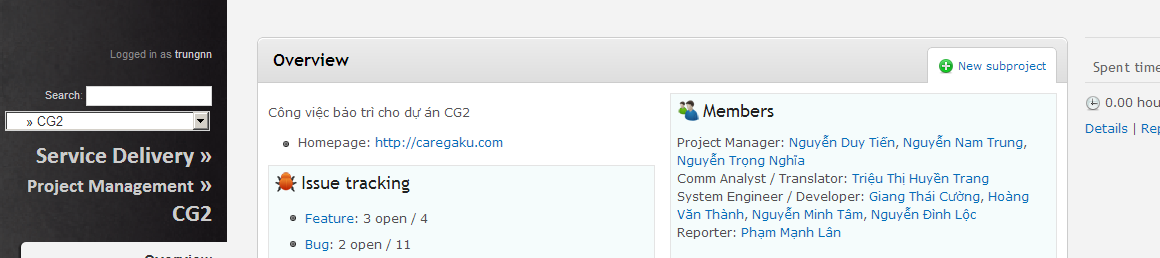 Logged in as trungnn
Search:
» CG2
Service Delivery »
Project Management »
CG2
Overview
Overview
New subproject
Công việc bảo trì cho dự án CG2
Homepage: http://caregaku.com
Issue tracking
Feature: 3 open / 4
Bug: 2 open / 11
Members
Project Manager: Nguyễn Duy Tiến, Nguyễn Nam Trung,
Nguyễn Trọng Nghĩa
Comm Analyst / Translator: Triệu Thị Huyền Trang
System Engineer / Developer: Giang Thái Cường, Hoàng
Văn Thành, Nguyễn Minh Tâm, Nguyễn Đình Lộc
Reporter: Phạm Mạnh Lân
Spent time
0.00 hou
Details | Rep